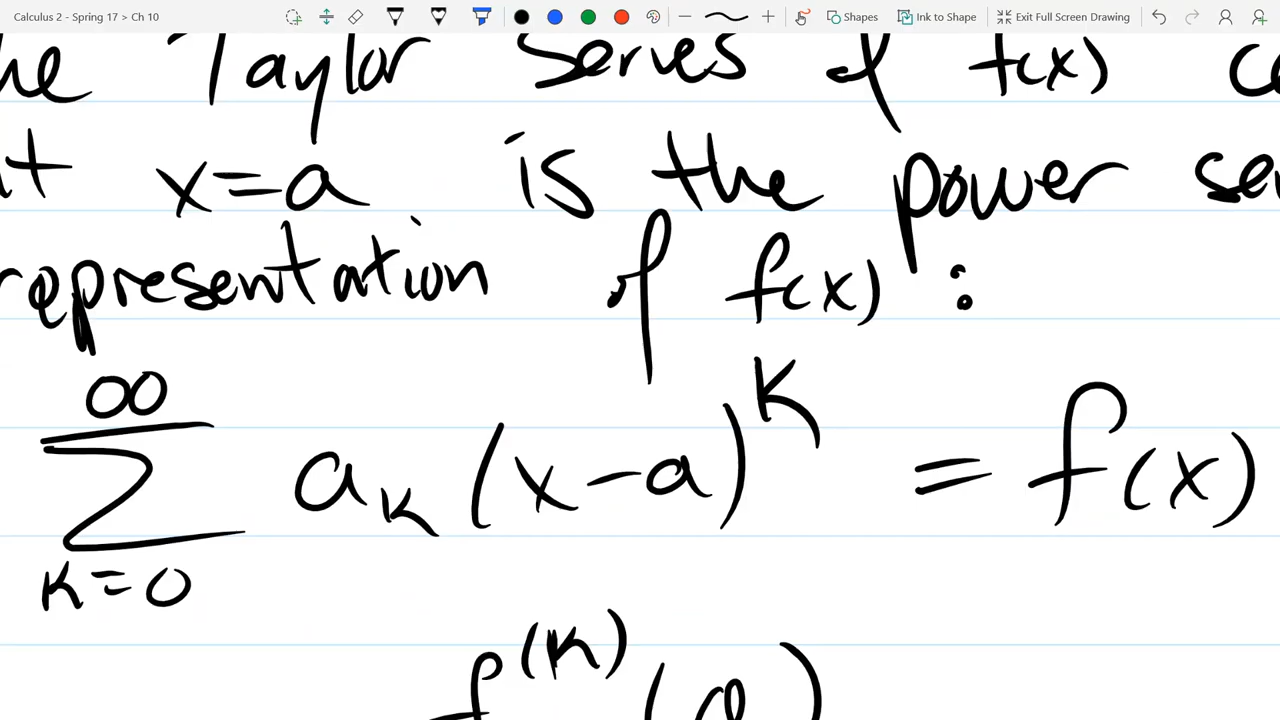 Calculus 2 - Spring 17 > Ch 10 Shapes Ink to Shape Exit Full Screen Drawing
he Taylor Series of f(x) c
at x=a is the power se
representation of f(x) :
∞
∑ a_k (x-a)^k = f(x)
k=0
f^(k) (a)